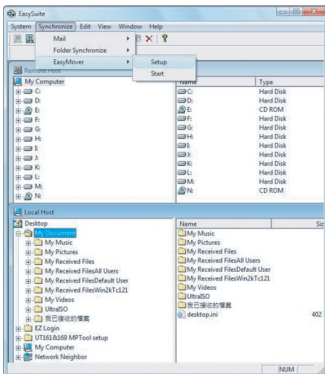 EasySuite
System Synchronize Edit View Window Help
Mail
Folder Synchronize
EasyMover
Setup
Start
Remote Host
My Computer
C:
D:
E:
F:
G:
H:
I:
J:
K:
L:
M:
N:
Name Type
C: Hard Disk
D: Hard Disk
E: CD ROM
F: Hard Disk
G: Hard Disk
H: Hard Disk
I: Hard Disk
J: Hard Disk
K: Hard Disk
L: Hard Disk
M: Hard Disk
N: CD ROM
Local Host
Desktop
My Document
My Music
My Pictures
My Received Files
My Received FilesAll Users
My Received FilesDefault User
My Received FilesWin2kTc121
My Videos
UltraISO
我已接收的檔案
EZ Login
UT161&169 MPTool setup
My Computer
Network Neighbor
Name Siz
My Music
My Pictures
My Received Files
My Received FilesAll Users
My Received FilesDefault User
My Received FilesWin2kTc121
My Videos
UltraISO
我已接收的檔案
desktop.ini 402
NUM